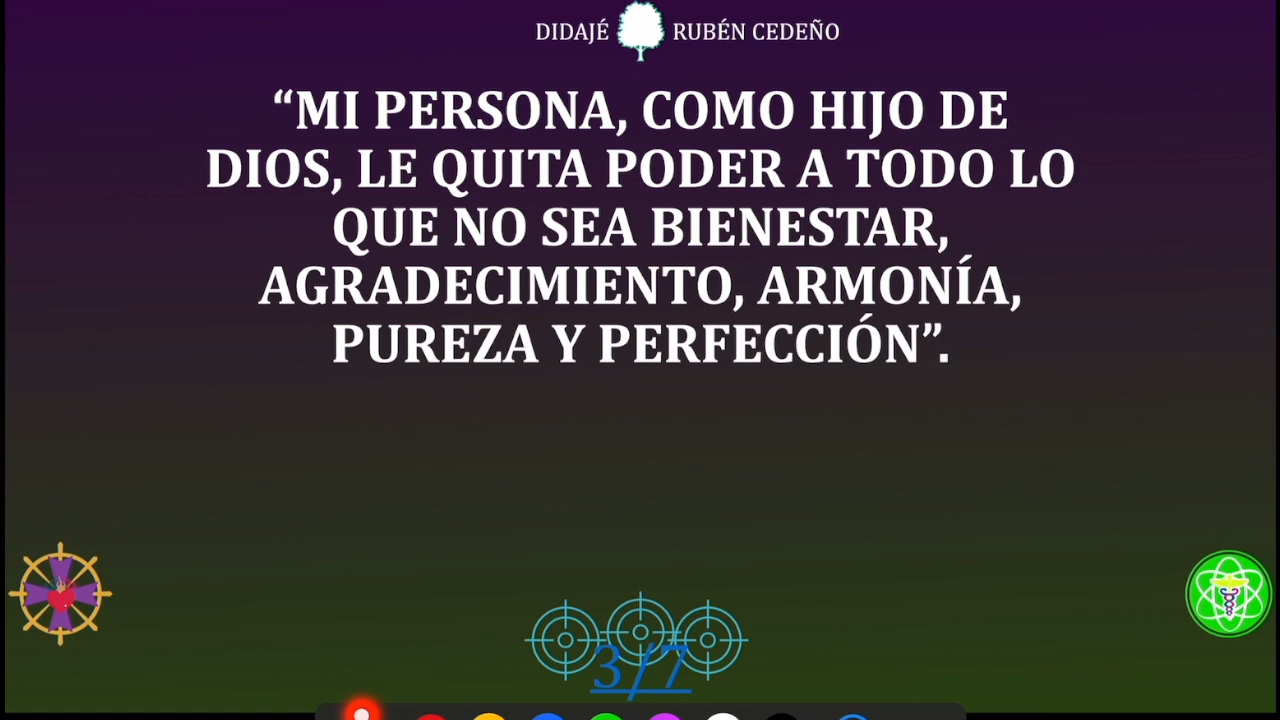 DIDAJÉ RUBÉN CEDEÑO
“MI PERSONA, COMO HIJO DE
DIOS, LE QUITA PODER A TODO LO
QUE NO SEA BIENESTAR,
AGRADECIMIENTO, ARMONÍA,
PUREZA Y PERFECCIÓN”.
3/7